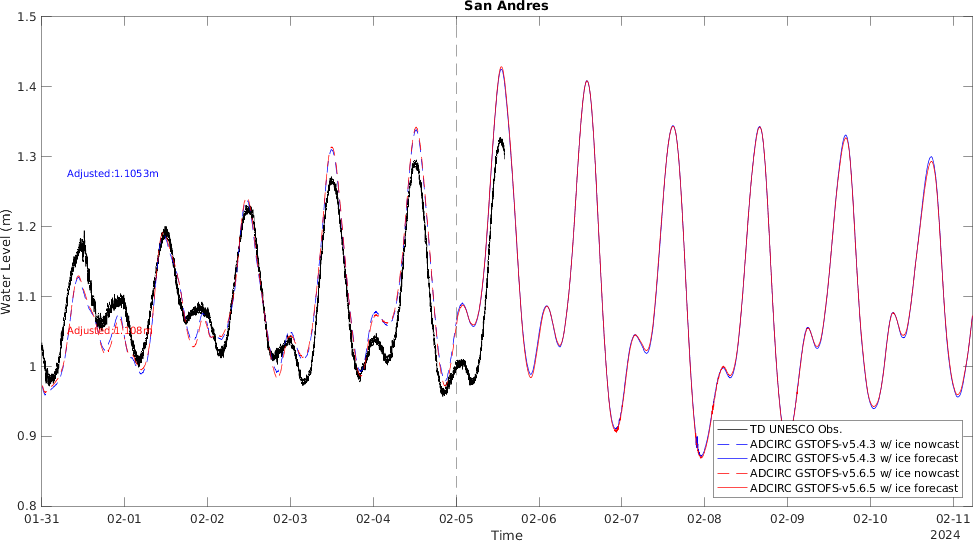 San Andres
1.5
1.4
1.3
1.2
1.1
1
0.9
0.8
Water Level (m)
Adjusted:1.1053m
Adjusted:1.108m
TD UNESCO Obs.
ADCIRC GSTOFS-v5.4.3 w/ ice nowcast
ADCIRC GSTOFS-v5.4.3 w/ ice forecast
ADCIRC GSTOFS-v5.6.5 w/ ice nowcast
ADCIRC GSTOFS-v5.6.5 w/ ice forecast
01-31 02-01 02-02 02-03 02-04 02-05 02-06 02-07 02-08 02-09 02-10 02-11
Time
2024